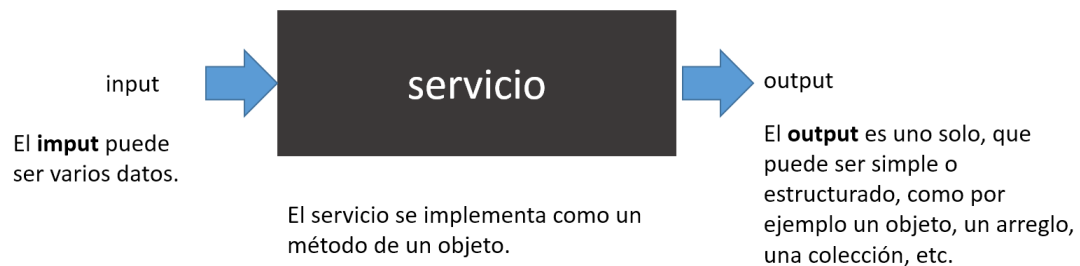 input
servicio
output
El imput puede
ser varios datos.
El servicio se implementa como un
método de un objeto.
El output es uno solo, que
puede ser simple o
estructurado, como por
ejemplo un objeto, un arreglo,
una colección, etc.